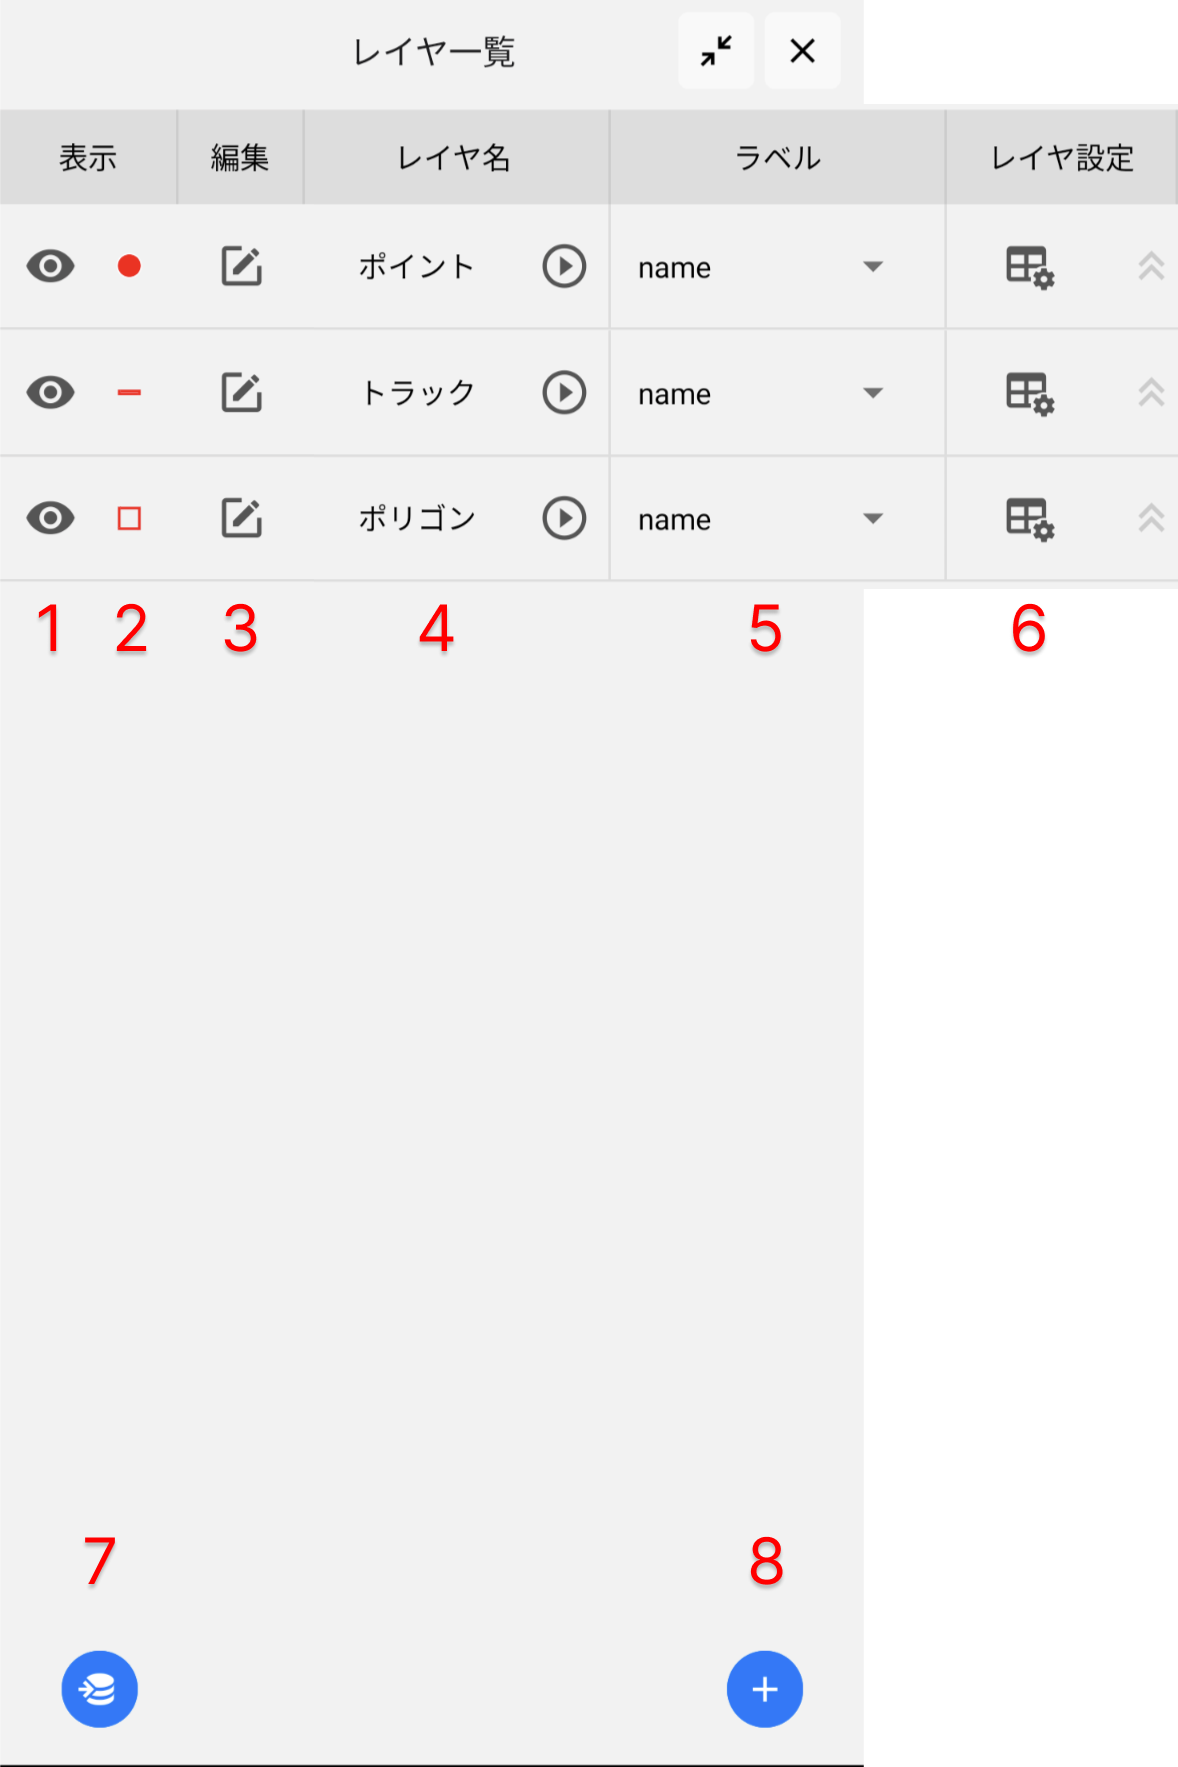 レイヤ一覧
表示 編集 レイヤ名 ラベル レイヤ設定
ポイント name
トラック name
ポリゴン name
1 2 3 4 5 6
7 8